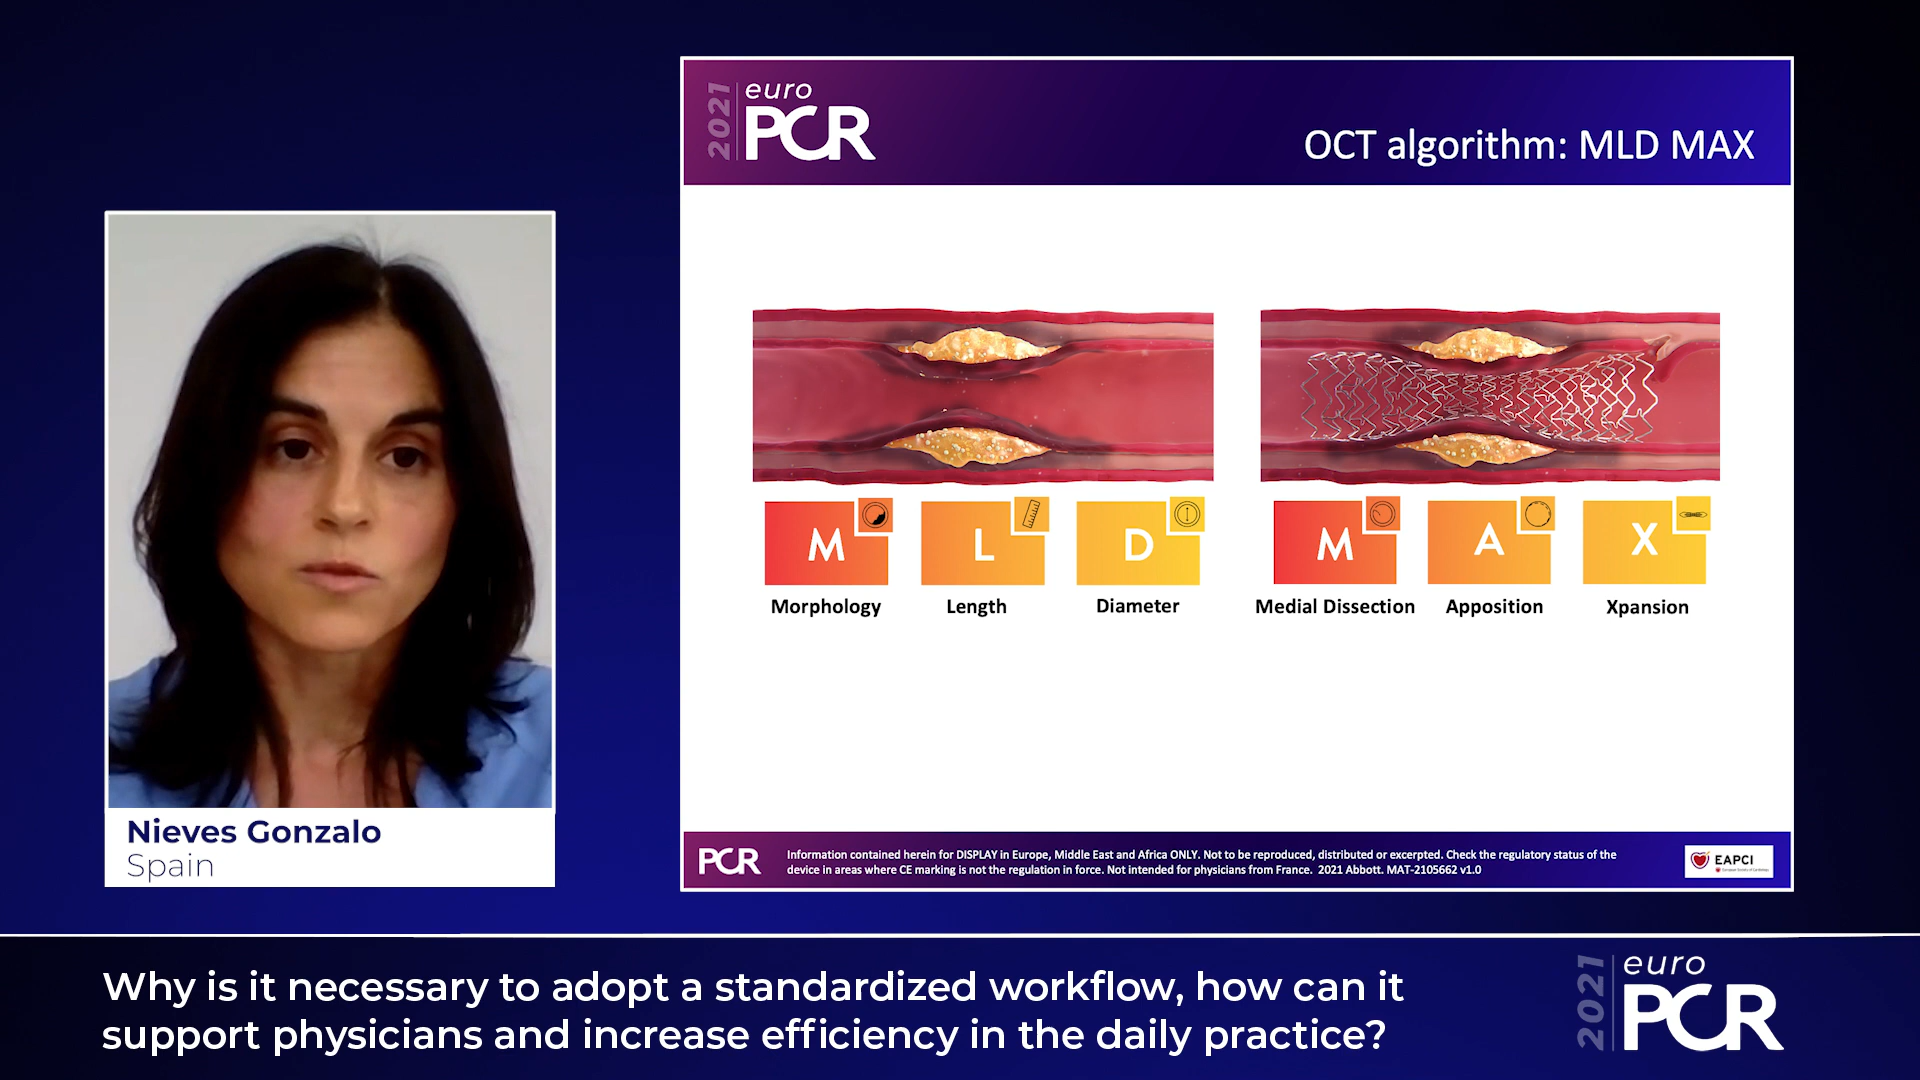 2021
euro
PCR
OCT algorithm: MLD MAX
M
L
D
M
A
X
Morphology
Length
Diameter
Medial Dissection
Apposition
Xpansion
Nieves Gonzalo
Spain
PCR
Information contained herein for DISPLAY in Europe, Middle East and Africa ONLY. Not to be reproduced, distributed or excerpted. Check the regulatory status of the
device in areas where CE marking is not the regulation in force. Not intended for physicians from France. 2021 Abbott. MAT-2105662 v1.0
EAPCI
Why is it necessary to adopt a standardized workflow, how can it
support physicians and increase efficiency in the daily practice?
2021
euro
PCR